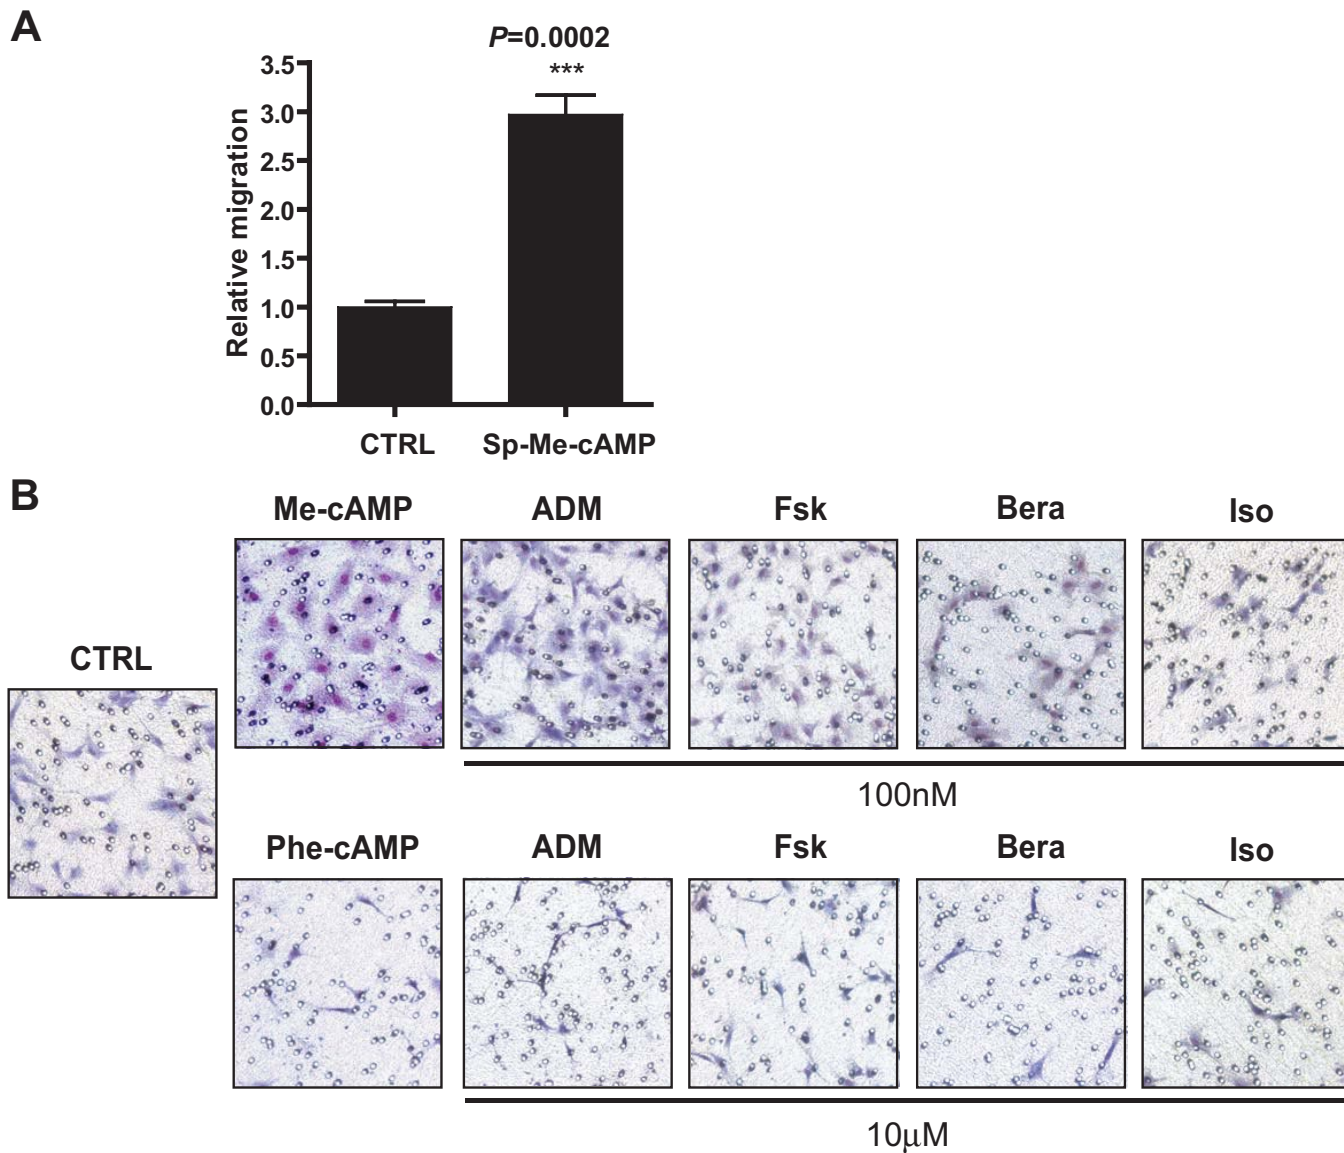 A
P=0.0002
***
3.5
3.0
2.5
2.0
1.5
1.0
0.5
0.0
Relative migration
CTRL Sp-Me-cAMP
B
Me-cAMP ADM Fsk Bera Iso
CTRL
100nM
Phe-cAMP ADM Fsk Bera Iso
10μM